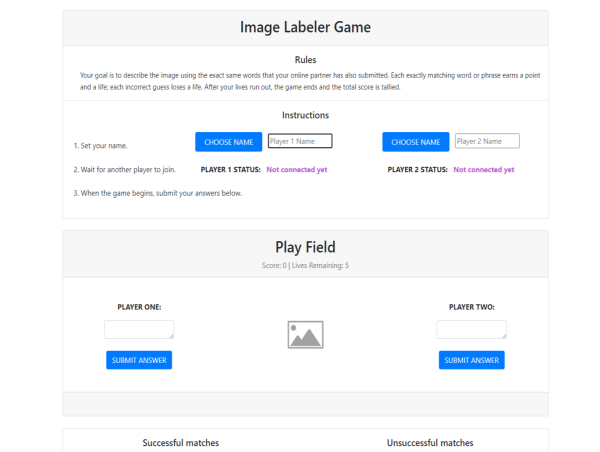 Image Labeler Game
Rules
Your goal is to describe the image using the exact same words that your online partner has also submitted. Each exactly matching word or phrase earns a point
and a life; each incorrect guess loses a life. After your lives run out, the game ends and the total score is tallied.
Instructions
1. Set your name. CHOOSE NAME Player 1 Name CHOOSE NAME Player 2 Name
2. Wait for another player to join. PLAYER 1 STATUS: Not connected yet PLAYER 2 STATUS: Not connected yet
3. When the game begins, submit your answers below.
Play Field
Score: 0 | Lives Remaining: 5
PLAYER ONE: PLAYER TWO:
SUBMIT ANSWER SUBMIT ANSWER
Successful matches Unsuccessful matches